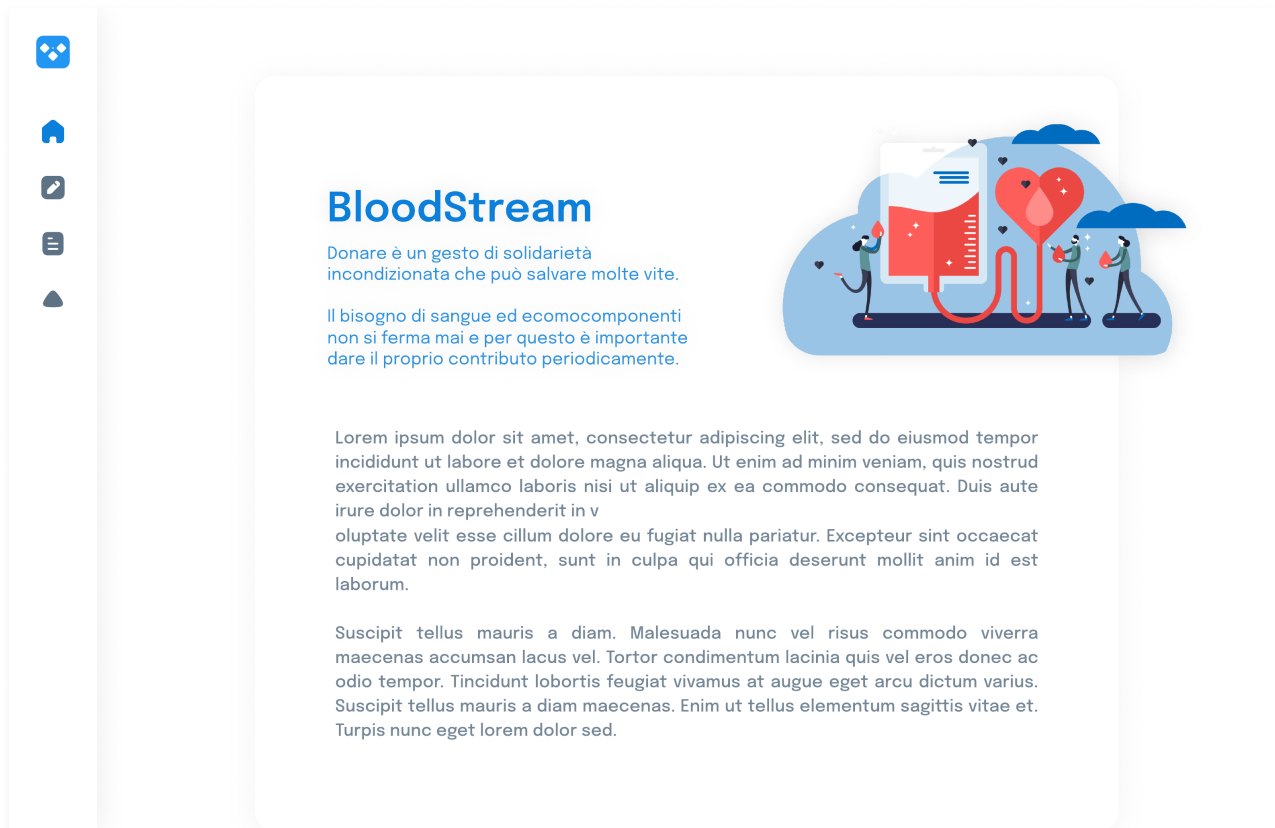 BloodStream
Donare è un gesto di solidarietà
incondizionata che può salvare molte vite.
Il bisogno di sangue ed ecomocomponenti
non si ferma mai e per questo è importante
dare il proprio contributo periodicamente.
Lorem ipsum dolor sit amet, consectetur adipiscing elit, sed do eiusmod tempor
incididunt ut labore et dolore magna aliqua. Ut enim ad minim veniam, quis nostrud
exercitation ullamco laboris nisi ut aliquip ex ea commodo consequat. Duis aute
irure dolor in reprehenderit in v
oluptate velit esse cillum dolore eu fugiat nulla pariatur. Excepteur sint occaecat
cupidatat non proident, sunt in culpa qui officia deserunt mollit anim id est
laborum.
Suscipit tellus mauris a diam. Malesuada nunc vel risus commodo viverra
maecenas accumsan lacus vel. Tortor condimentum lacinia quis vel eros donec ac
odio tempor. Tincidunt lobortis feugiat vivamus at augue eget arcu dictum varius.
Suscipit tellus mauris a diam maecenas. Enim ut tellus elementum sagittis vitae et.
Turpis nunc eget lorem dolor sed.